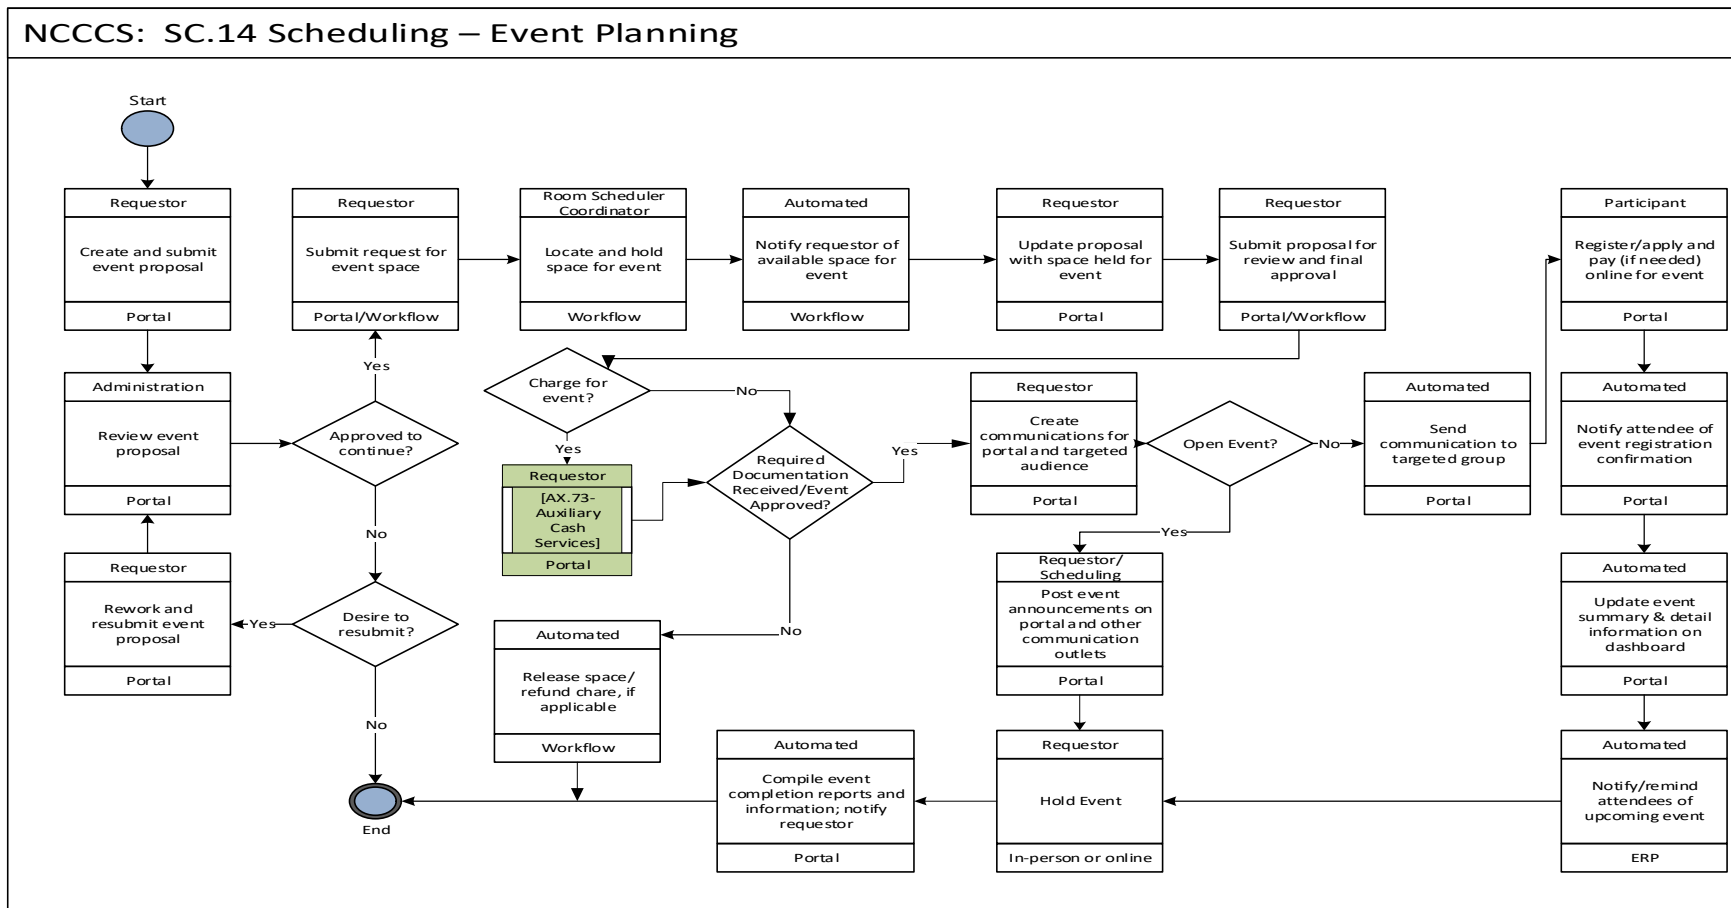 NCCCS:  SC.14 Scheduling – Event Planning
Start
Requestor
Create and submit
event proposal
Portal
Requestor
Submit request for
event space
Portal/Workflow
Room Scheduler
Coordinator
Locate and hold
space for event
Workflow
Automated
Notify requestor of
available space for
event
Workflow
Requestor
Update proposal
with space held for
event
Portal
Requestor
Submit proposal for
review and final
approval
Portal/Workflow
Participant
Register/apply and
pay (if needed)
online for event
Portal
Administration
Review event
proposal
Portal
Yes
Approved to
continue?
No
Charge for
event?
No
Yes
Requestor
[AX.73-
Auxiliary
Cash
Services]
Portal
Required
Documentation
Received/Event
Approved?
Yes
No
Requestor
Create
communications for
portal and targeted
audience
Portal
Open Event?
No
Yes
Automated
Send
communication to
targeted group
Portal
Automated
Notify attendee of
event registration
confirmation
Portal
Requestor
Rework and
resubmit event
proposal
Portal
Yes
Desire to
resubmit?
No
Automated
Release space/
refund chare, if
applicable
Workflow
Requestor/
Scheduling
Post event
announcements on
portal and other
communication
outlets
Portal
Automated
Update event
summary & detail
information on
dashboard
Portal
End
Automated
Compile event
completion reports and
information; notify
requestor
Portal
Requestor
Hold Event
In-person or online
Automated
Notify/remind
attendees of
upcoming event
ERP